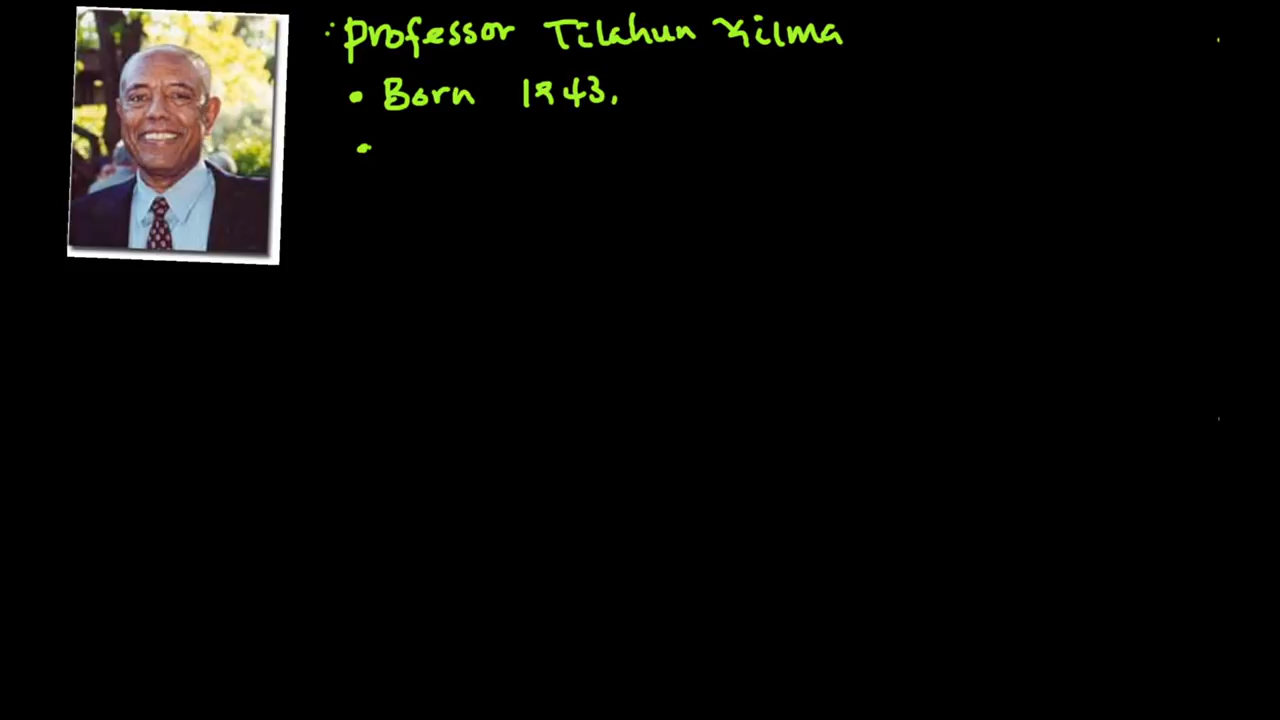 Professor Tilahun Yilma
• Born 1943.
•